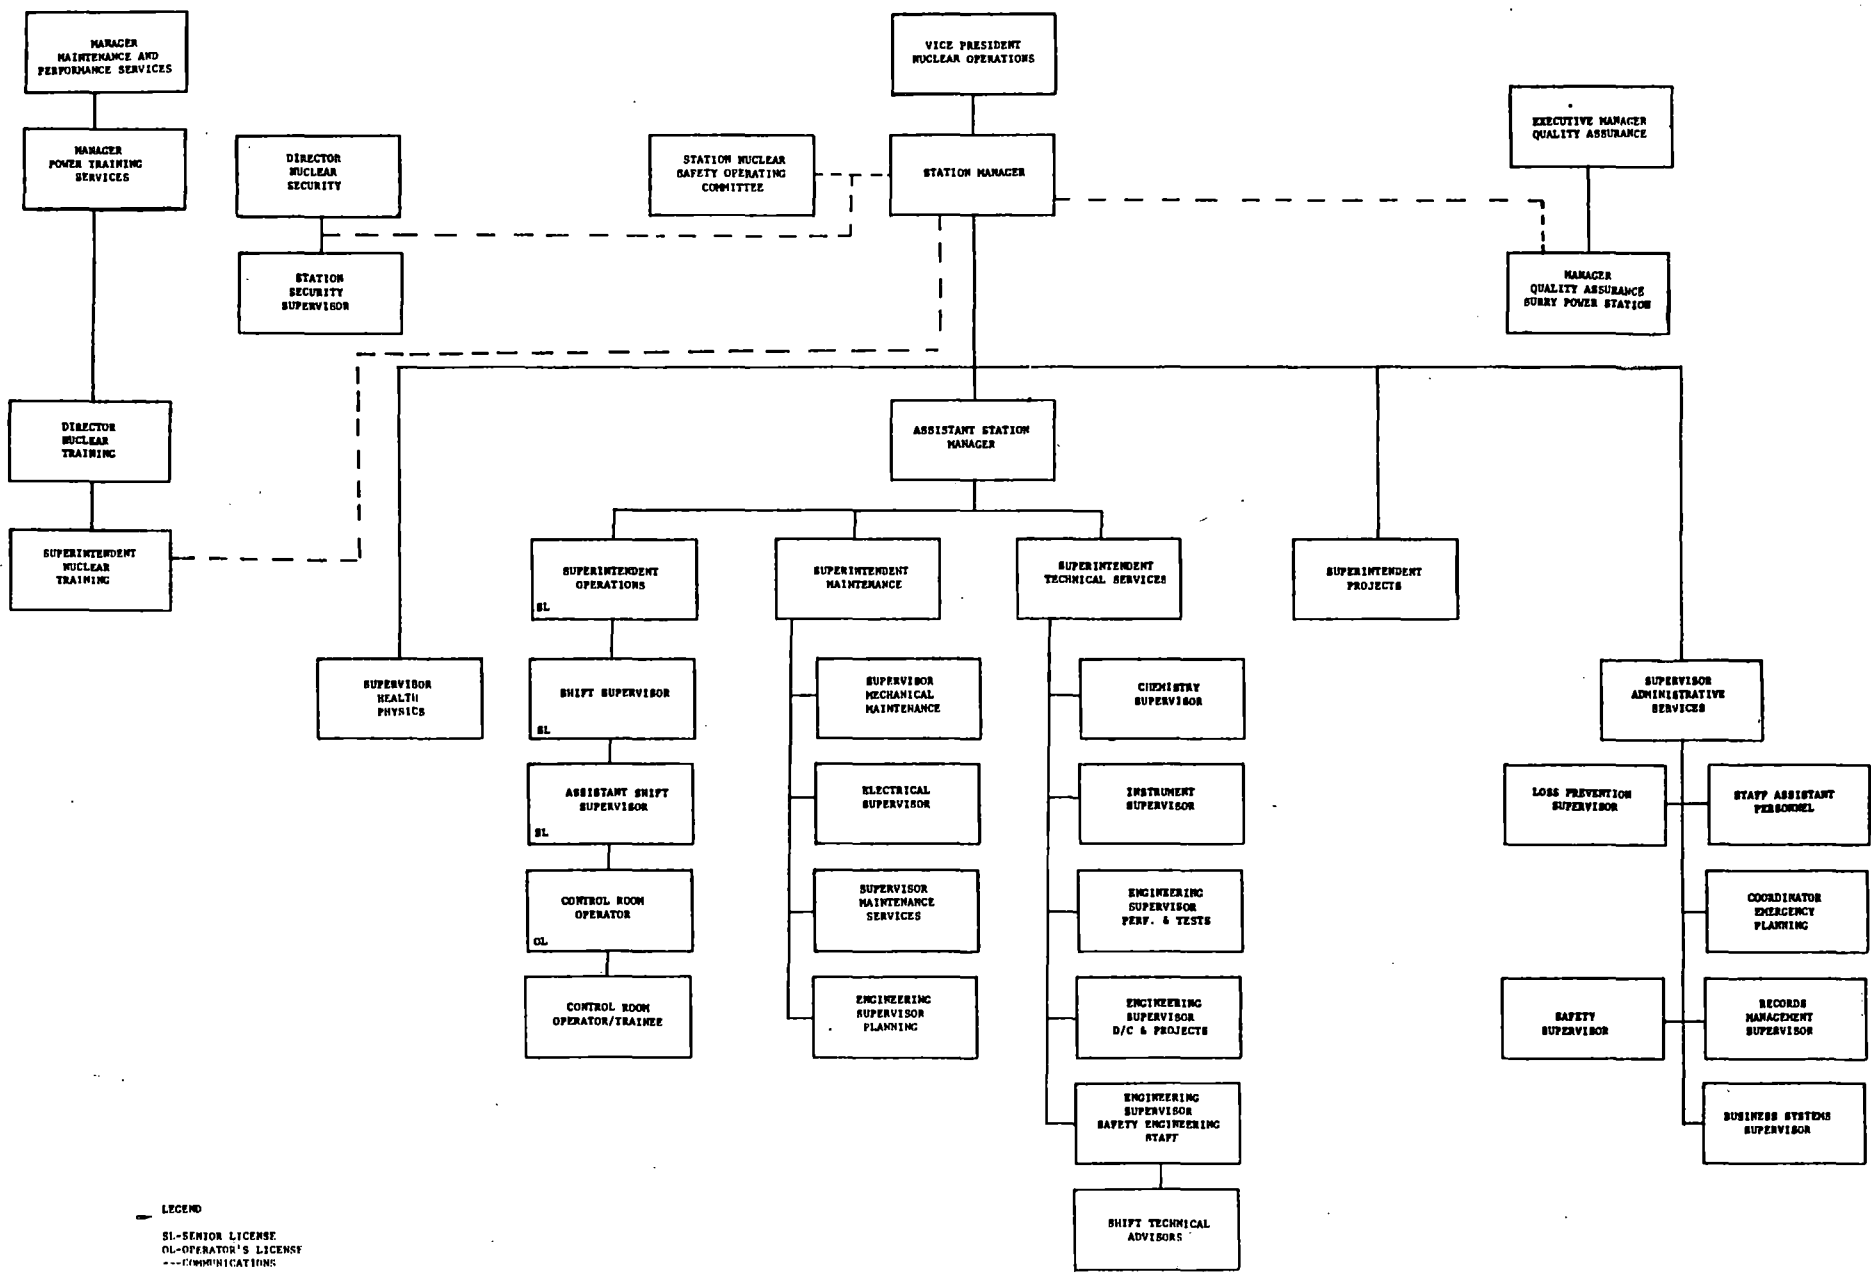 MANAGER
MAINTENANCE AND
PERFORMANCE SERVICES
VICE PRESIDENT
NUCLEAR OPERATIONS
EXECUTIVE MANAGER
QUALITY ASSURANCE
MANAGER
POWER TRAINING
SERVICES
DIRECTOR
NUCLEAR
SECURITY
STATION NUCLEAR
SAFETY OPERATING
COMMITTEE
STATION MANAGER
STATION
SECURITY
SUPERVISOR
MANAGER
QUALITY ASSURANCE
SURRY POWER STATION
DIRECTOR
NUCLEAR
TRAINING
ASSISTANT STATION
MANAGER
SUPERINTENDENT
NUCLEAR
TRAINING
SUPERINTENDENT
OPERATIONS
SL
SUPERINTENDENT
MAINTENANCE
SUPERINTENDENT
TECHNICAL SERVICES
SUPERINTENDENT
PROJECTS
SUPERVISOR
HEALTH
PHYSICS
SHIFT SUPERVISOR
SL
SUPERVISOR
MECHANICAL
MAINTENANCE
CHEMISTRY
SUPERVISOR
SUPERVISOR
ADMINISTRATIVE
SERVICES
ASSISTANT SHIFT
SUPERVISOR
SL
ELECTRICAL
SUPERVISOR
INSTRUMENT
SUPERVISOR
LOSS PREVENTION
SUPERVISOR
STAFF ASSISTANT
PERSONNEL
CONTROL ROOM
OPERATOR
OL
SUPERVISOR
MAINTENANCE
SERVICES
ENGINEERING
SUPERVISOR
PERF. & TESTS
COORDINATOR
EMERGENCY
PLANNING
CONTROL ROOM
OPERATOR/TRAINEE
ENGINEERING
SUPERVISOR
PLANNING
ENGINEERING
SUPERVISOR
D/C & PROJECTS
SAFETY
SUPERVISOR
RECORDS
MANAGEMENT
SUPERVISOR
ENGINEERING
SUPERVISOR
SAFETY ENGINEERING
STAFF
BUSINESS SYSTEMS
SUPERVISOR
SHIFT TECHNICAL
ADVISORS
LEGEND
SL-SENIOR LICENSE
OL-OPERATOR'S LICENSE
---COMMUNICATIONS